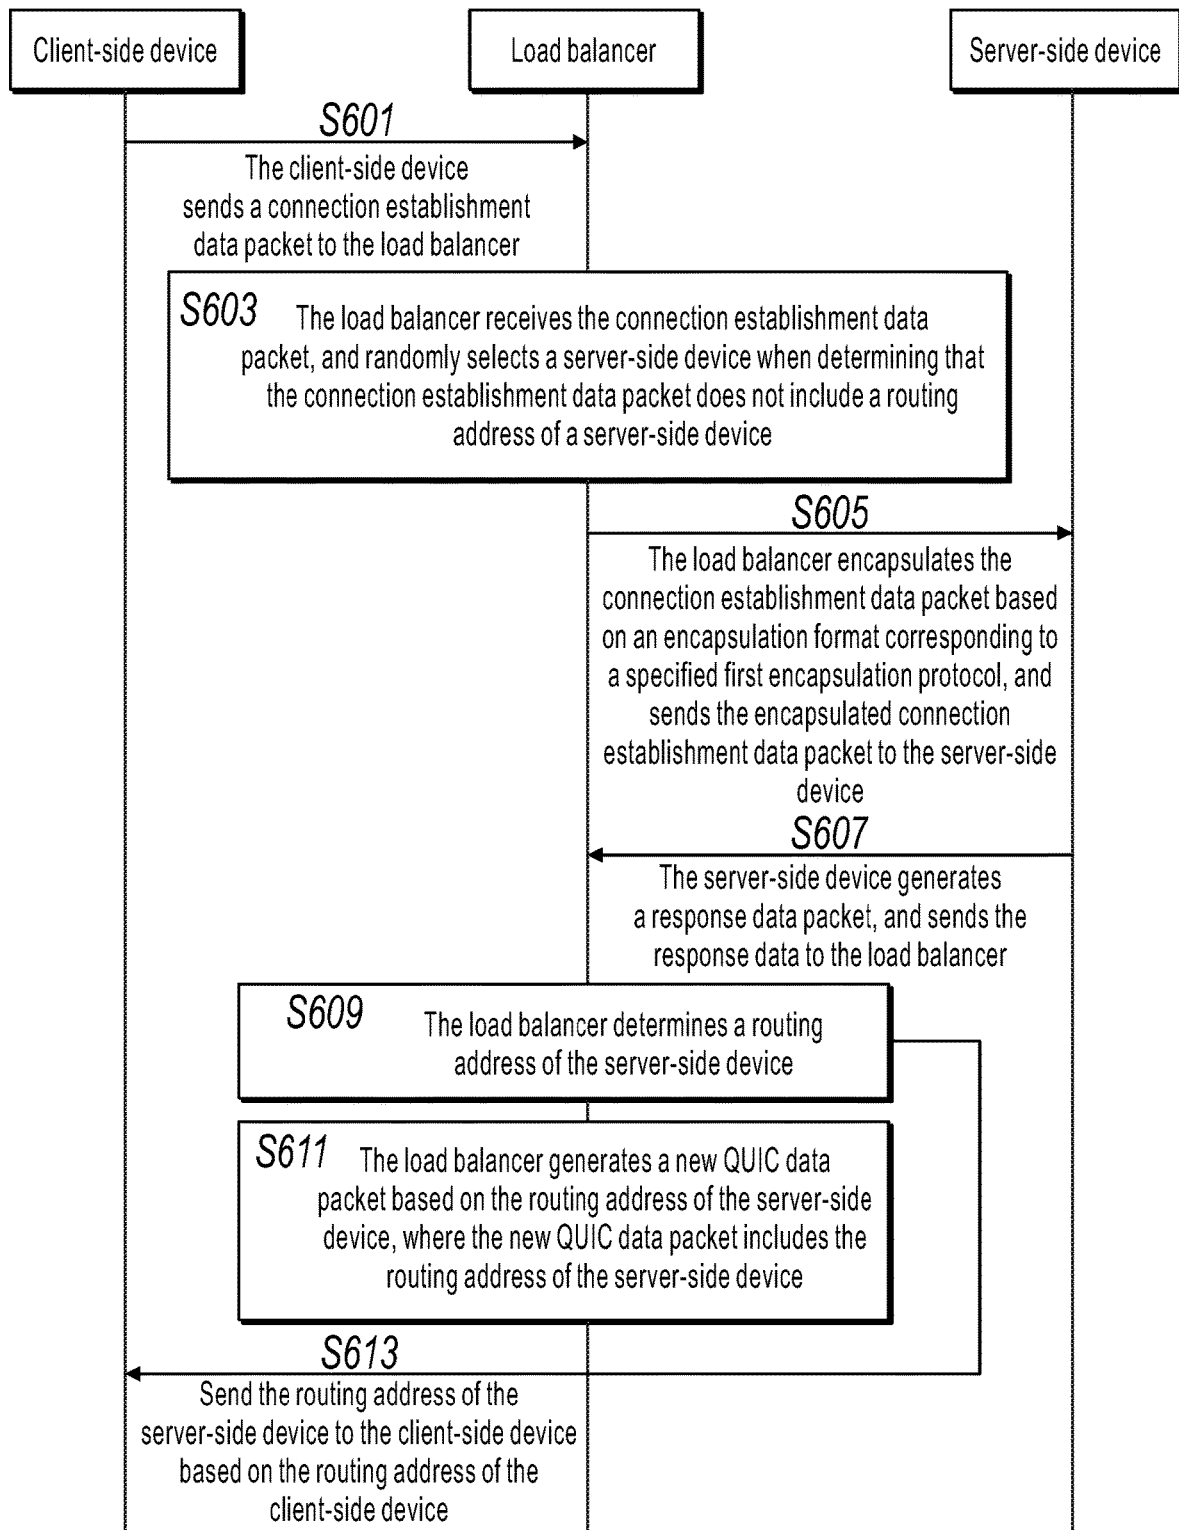 Client-side device
Load balancer
Server-side device
S601
The client-side device
sends a connection establishment
data packet to the load balancer
S603 The load balancer receives the connection establishment data
packet, and randomly selects a server-side device when determining that
the connection establishment data packet does not include a routing
address of a server-side device
S605
The load balancer encapsulates the
connection establishment data packet based
on an encapsulation format corresponding to
a specified first encapsulation protocol, and
sends the encapsulated connection
establishment data packet to the server-side
device
S607
The server-side device generates
a response data packet, and sends the
response data to the load balancer
S609 The load balancer determines a routing
address of the server-side device
S611 The load balancer generates a new QUIC data
packet based on the routing address of the server-side
device, where the new QUIC data packet includes the
routing address of the server-side device
S613
Send the routing address of the
server-side device to the client-side device
based on the routing address of the
client-side device